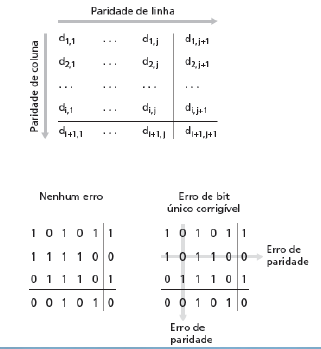 Paridade de linha
Paridade de coluna
d1,1 . . . d1,j d1,j+1
d2,1 . . . d2,j d2,j+1
. . . . . . . . . . . .
di,1 . . . di,j di,j+1
di+1,1 . . . di+1,j di+1,j+1
Nenhum erro
1 0 1 0 1 1
1 1 1 1 0 0
0 1 1 1 0 1
0 0 1 0 1 0
Erro de bit
único corrigível
1 0 1 0 1 1
1 0 1 1 0 0
0 1 1 1 0 1
0 0 1 0 1 0
Erro de
paridade
Erro de
paridade